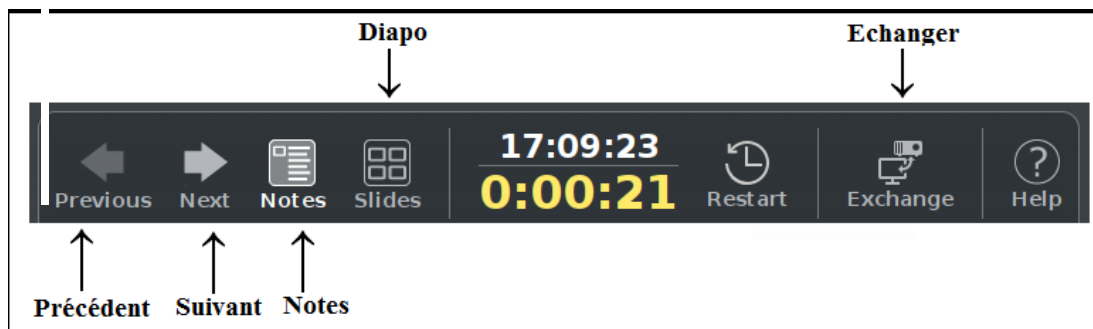 Diapo Echanger
17:09:23
0:00:21
Previous Next Notes Slides Restart Exchange Help
Précédent Suivant Notes